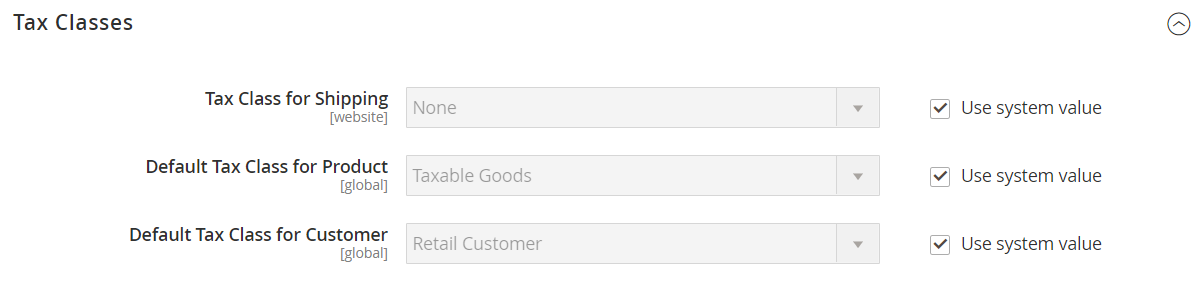 Tax Classes
Tax Class for Shipping None Use system value
[website]
Default Tax Class for Product Taxable Goods Use system value
[global]
Default Tax Class for Customer Retail Customer Use system value
[global]